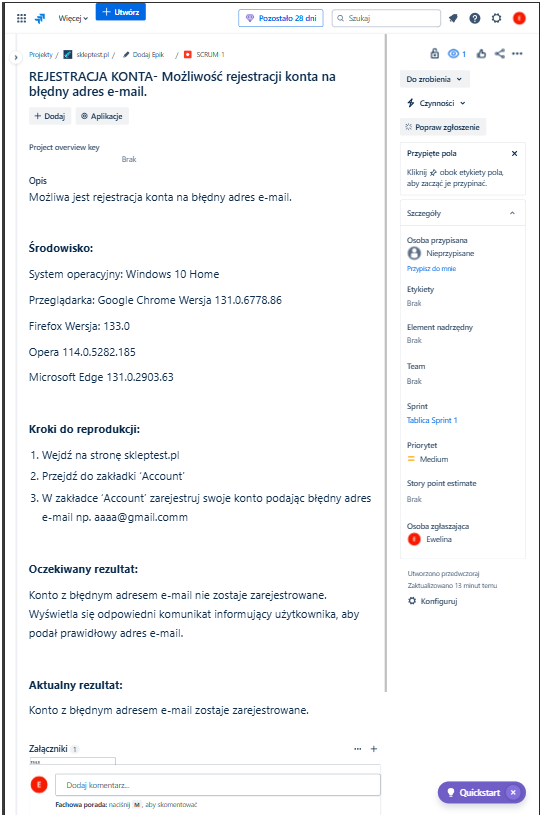 Więcej
+ Utwórz
Pozostało 28 dni
Szukaj
E
Projekty / skleptest.pl / Dodaj Epik / SCRUM-1
1
REJESTRACJA KONTA- Możliwość rejestracji konta na
błędny adres e-mail.
+ Dodaj
Aplikacje
Project overview key
Brak
Opis
Możliwa jest rejestracja konta na błędny adres e-mail.
Środowisko:
System operacyjny: Windows 10 Home
Przeglądarka: Google Chrome Wersja 131.0.6778.86
Firefox Wersja: 133.0
Opera 114.0.5282.185
Microsoft Edge 131.0.2903.63
Kroki do reprodukcji:
1. Wejdź na stronę skleptest.pl
2. Przejdź do zakładki ‘Account’
3. W zakładce ‘Account’ zarejestruj swoje konto podając błędny adres
e-mail np. aaaa@gmail.comm
Oczekiwany rezultat:
Konto z błędnym adresem e-mail nie zostaje zarejestrowane.
Wyświetla się odpowiedni komunikat informujący użytkownika, aby
podał prawidłowy adres e-mail.
Aktualny rezultat:
Konto z błędnym adresem e-mail zostaje zarejestrowane.
Załączniki 1
E
Dodaj komentarz...
Fachowa porada: naciśnij M , aby skomentować
Do zrobienia
Czynności
Popraw zgłoszenie
Przypięte pola
Kliknij obok etykiety pola,
aby zacząć je przypinać.
Szczegóły
Osoba przypisana
Nieprzypisane
Przypisz do mnie
Etykiety
Brak
Element nadrzędny
Brak
Team
Brak
Sprint
Tablica Sprint 1
Priorytet
Medium
Story point estimate
Brak
Osoba zgłaszająca
E Ewelina
Utworzono przedwczoraj
Zaktualizowano 13 minut temu
Konfiguruj
Quickstart